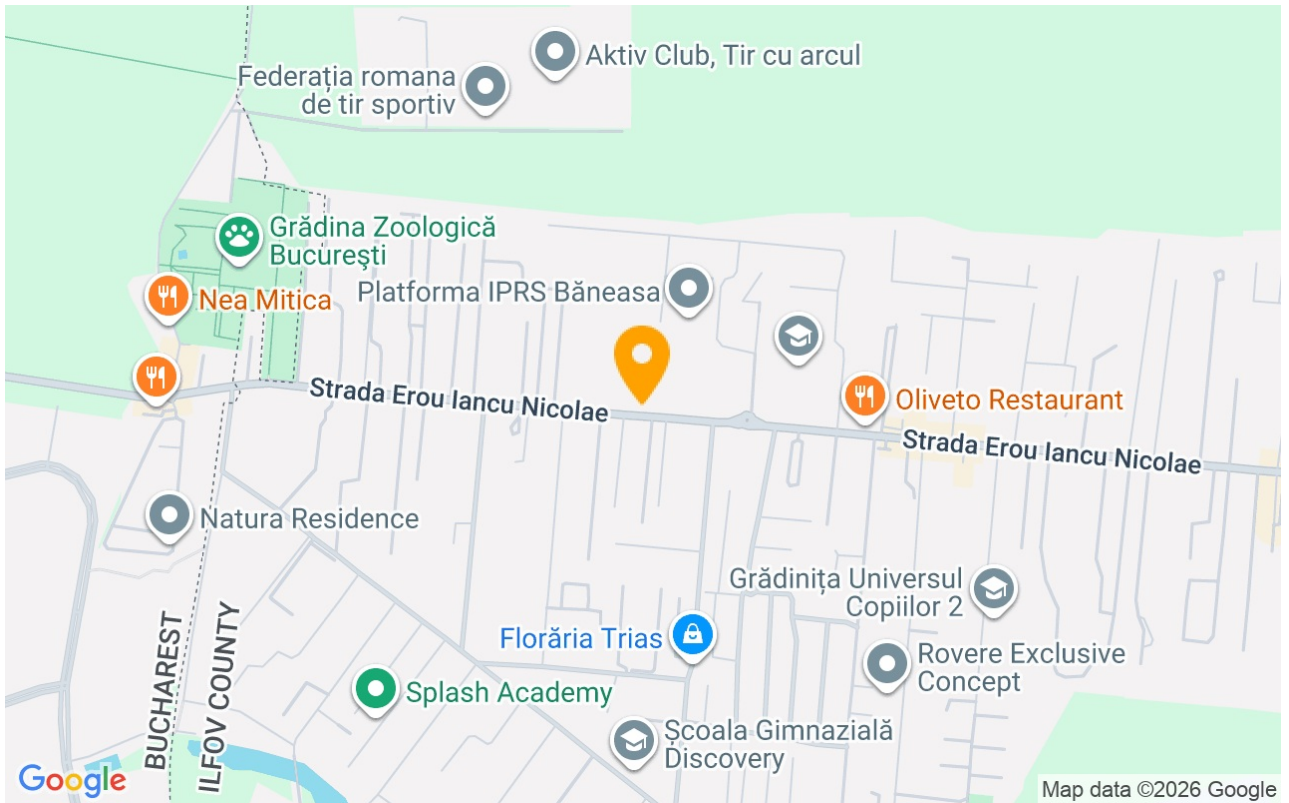 Aktiv Club, Tir cu arcul
Federația romana
de tir sportiv
Grădina Zoologică
București
Platforma IPRS Băneasa
Nea Mitica
Strada Erou Iancu Nicolae
Oliveto Restaurant
Strada Erou Iancu Nicolae
Natura Residence
Grădinița Universul
Copiilor 2
BUCHAREST
ILFOV COUNTY
Florăria Trias
Rovere Exclusive
Concept
Splash Academy
Școala Gimnazială
Discovery
Google
Map data ©2026 Google